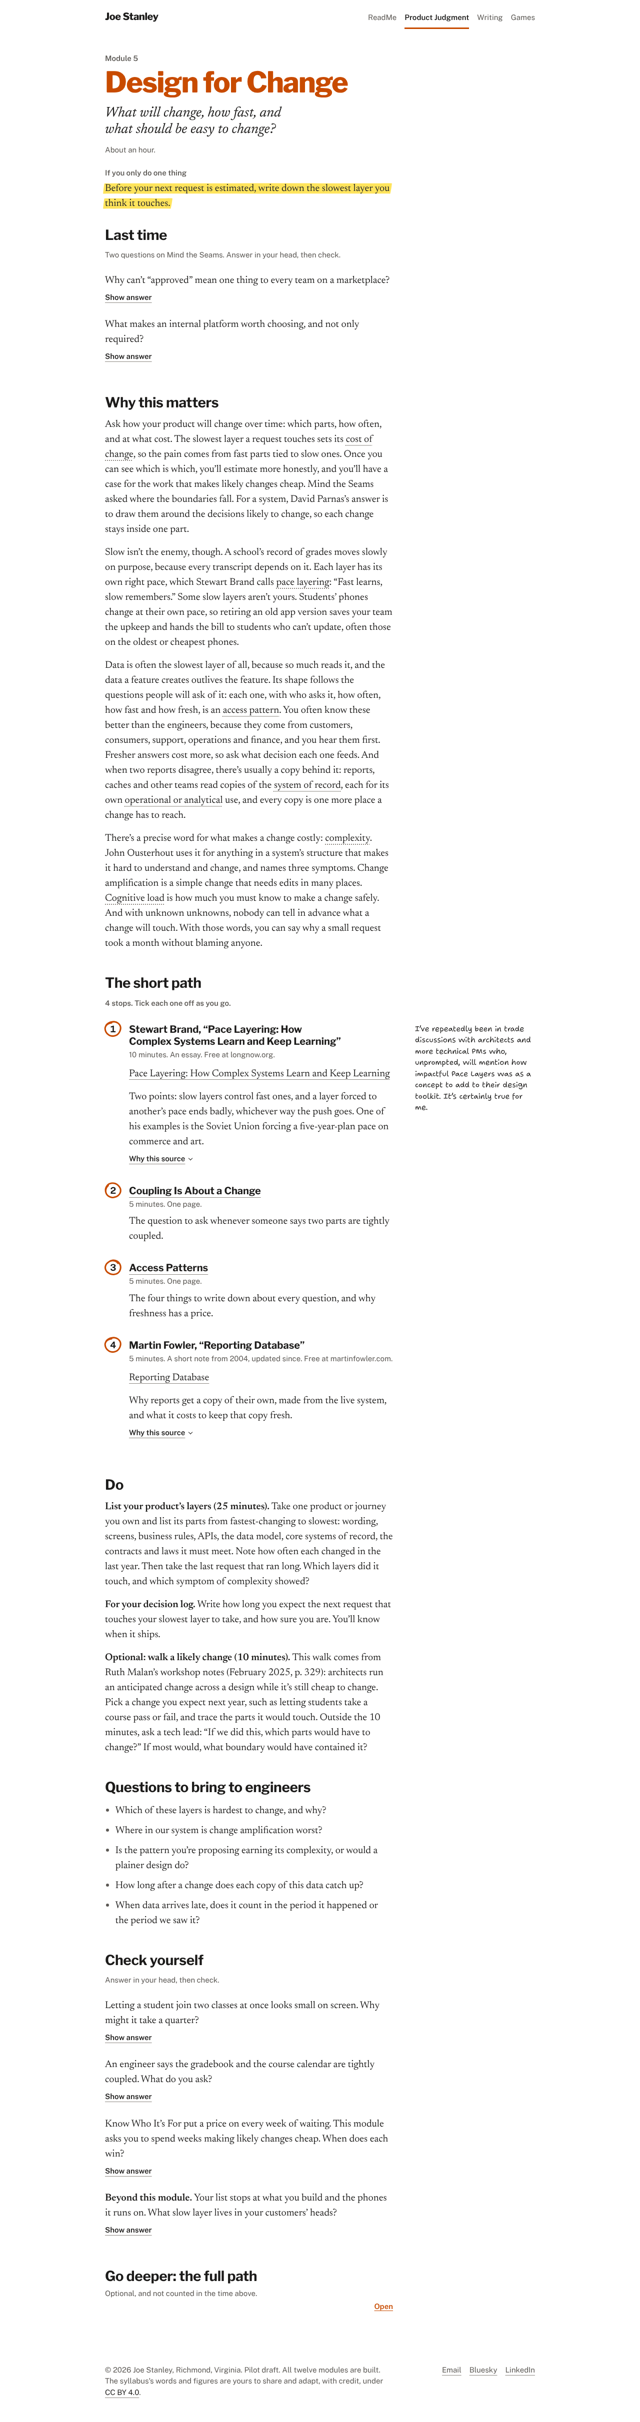 Joe Stanley
ReadMe Product Judgment Writing Games
Module 5
Design for Change
What will change, how fast, and
what should be easy to change?
About an hour.
If you only do one thing
Before your next request is estimated, write down the slowest layer you
think it touches.
Last time
Two questions on Mind the Seams. Answer in your head, then check.
Why can’t “approved” mean one thing to every team on a marketplace?
Show answer
What makes an internal platform worth choosing, and not only
required?
Show answer
Why this matters
Ask how your product will change over time: which parts, how often,
and at what cost. The slowest layer a request touches sets its cost of
change, so the pain comes from fast parts tied to slow ones. Once you
can see which is which, you’ll estimate more honestly, and you’ll have a
case for the work that makes likely changes cheap. Mind the Seams
asked where the boundaries fall. For a system, David Parnas’s answer is
to draw them around the decisions likely to change, so each change
stays inside one part.
Slow isn’t the enemy, though. A school’s record of grades moves slowly
on purpose, because every transcript depends on it. Each layer has its
own right pace, which Stewart Brand calls pace layering: “Fast learns,
slow remembers.” Some slow layers aren’t yours. Students’ phones
change at their own pace, so retiring an old app version saves your team
the upkeep and hands the bill to students who can’t update, often those
on the oldest or cheapest phones.
Data is often the slowest layer of all, because so much reads it, and the
data a feature creates outlives the feature. Its shape follows the
questions people will ask of it: each one, with who asks it, how often,
how fast and how fresh, is an access pattern. You often know these
better than the engineers, because they come from customers,
consumers, support, operations and finance, and you hear them first.
Fresher answers cost more, so ask what decision each one feeds. And
when two reports disagree, there’s usually a copy behind it: reports,
caches and other teams read copies of the system of record, each for its
own operational or analytical use, and every copy is one more place a
change has to reach.
There’s a precise word for what makes a change costly: complexity.
John Ousterhout uses it for anything in a system’s structure that makes
it hard to understand and change, and names three symptoms. Change
amplification is a simple change that needs edits in many places.
Cognitive load is how much you must know to make a change safely.
And with unknown unknowns, nobody can tell in advance what a
change will touch. With those words, you can say why a small request
took a month without blaming anyone.
The short path
4 stops. Tick each one off as you go.
1
Stewart Brand, “Pace Layering: How
Complex Systems Learn and Keep Learning”
10 minutes. An essay. Free at longnow.org.
Pace Layering: How Complex Systems Learn and Keep Learning
Two points: slow layers control fast ones, and a layer forced to
another’s pace ends badly, whichever way the push goes. One of
his examples is the Soviet Union forcing a five-year-plan pace on
commerce and art.
Why this source
I’ve repeatedly been in trade
discussions with architects and
more technical PMs who,
unprompted, will mention how
impactful Pace Layers was as a
concept to add to their design
toolkit. It’s certainly true for
me.
2
Coupling Is About a Change
5 minutes. One page.
The question to ask whenever someone says two parts are tightly
coupled.
3
Access Patterns
5 minutes. One page.
The four things to write down about every question, and why
freshness has a price.
4
Martin Fowler, “Reporting Database”
5 minutes. A short note from 2004, updated since. Free at martinfowler.com.
Reporting Database
Why reports get a copy of their own, made from the live system,
and what it costs to keep that copy fresh.
Why this source
Do
List your product’s layers (25 minutes). Take one product or journey
you own and list its parts from fastest-changing to slowest: wording,
screens, business rules, APIs, the data model, core systems of record, the
contracts and laws it must meet. Note how often each changed in the
last year. Then take the last request that ran long. Which layers did it
touch, and which symptom of complexity showed?
For your decision log. Write how long you expect the next request that
touches your slowest layer to take, and how sure you are. You’ll know
when it ships.
Optional: walk a likely change (10 minutes). This walk comes from
Ruth Malan’s workshop notes (February 2025, p. 329): architects run
an anticipated change across a design while it’s still cheap to change.
Pick a change you expect next year, such as letting students take a
course pass or fail, and trace the parts it would touch. Outside the 10
minutes, ask a tech lead: “If we did this, which parts would have to
change?” If most would, what boundary would have contained it?
Questions to bring to engineers
• Which of these layers is hardest to change, and why?
• Where in our system is change amplification worst?
• Is the pattern you’re proposing earning its complexity, or would a
plainer design do?
• How long after a change does each copy of this data catch up?
• When data arrives late, does it count in the period it happened or
the period we saw it?
Check yourself
Answer in your head, then check.
Letting a student join two classes at once looks small on screen. Why
might it take a quarter?
Show answer
An engineer says the gradebook and the course calendar are tightly
coupled. What do you ask?
Show answer
Know Who It’s For put a price on every week of waiting. This module
asks you to spend weeks making likely changes cheap. When does each
win?
Show answer
Beyond this module. Your list stops at what you build and the phones
it runs on. What slow layer lives in your customers’ heads?
Show answer
Go deeper: the full path
Optional, and not counted in the time above.
Open
© 2026 Joe Stanley, Richmond, Virginia. Pilot draft. All twelve modules are built.
The syllabus’s words and figures are yours to share and adapt, with credit, under
CC BY 4.0.
Email Bluesky LinkedIn